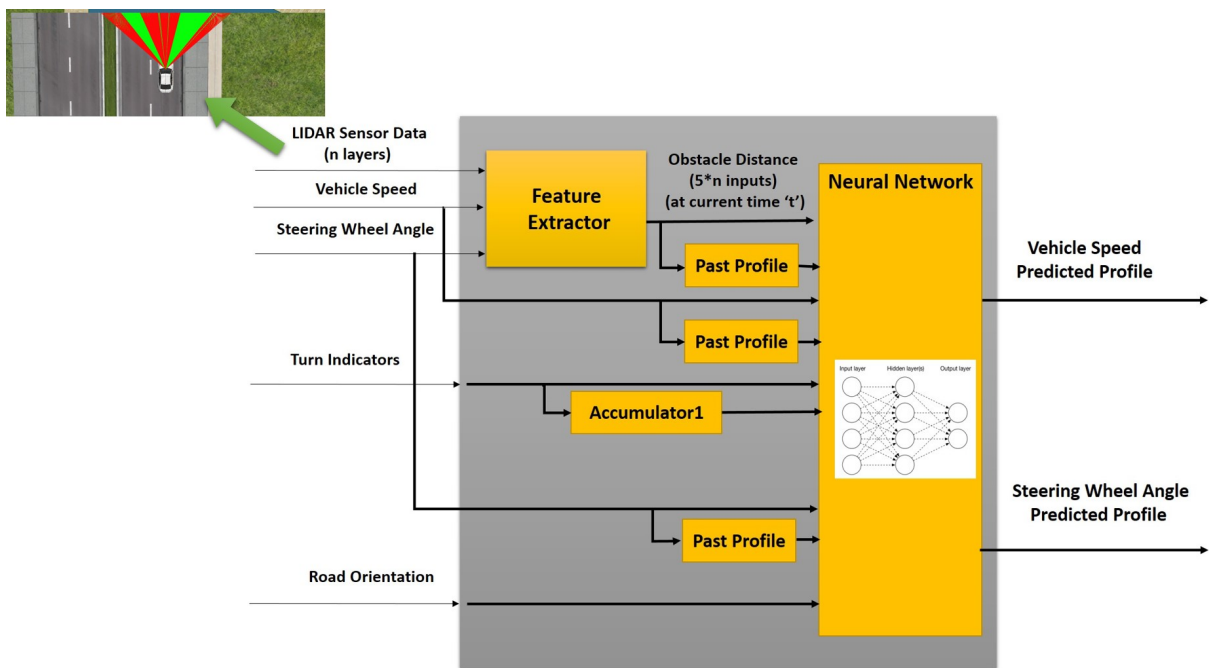 LIDAR Sensor Data
(n layers)
Vehicle Speed
Steering Wheel Angle
Feature
Extractor
Obstacle Distance
(5*n inputs)
(at current time ‘t’)
Past Profile
Past Profile
Turn Indicators
Accumulator1
Past Profile
Road Orientation
Neural Network
Input layer
Hidden layer(s)
Output layer
Vehicle Speed
Predicted Profile
Steering Wheel Angle
Predicted Profile